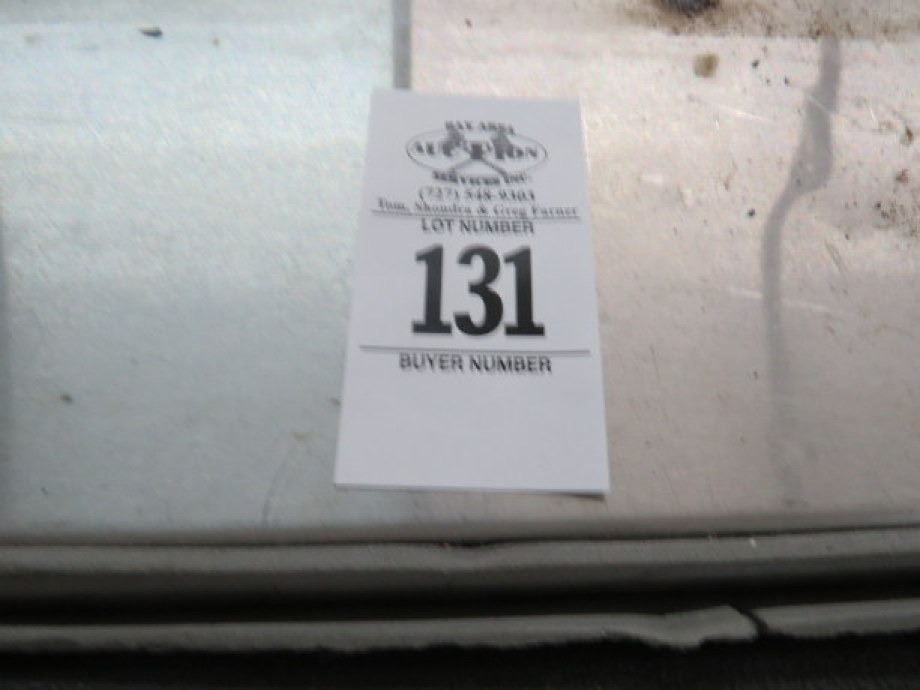 BAY AREA
AUCTION
SERVICES INC.
(727) 548-9303
Tom, Shondra & Greg Farner
LOT NUMBER
131
BUYER NUMBER